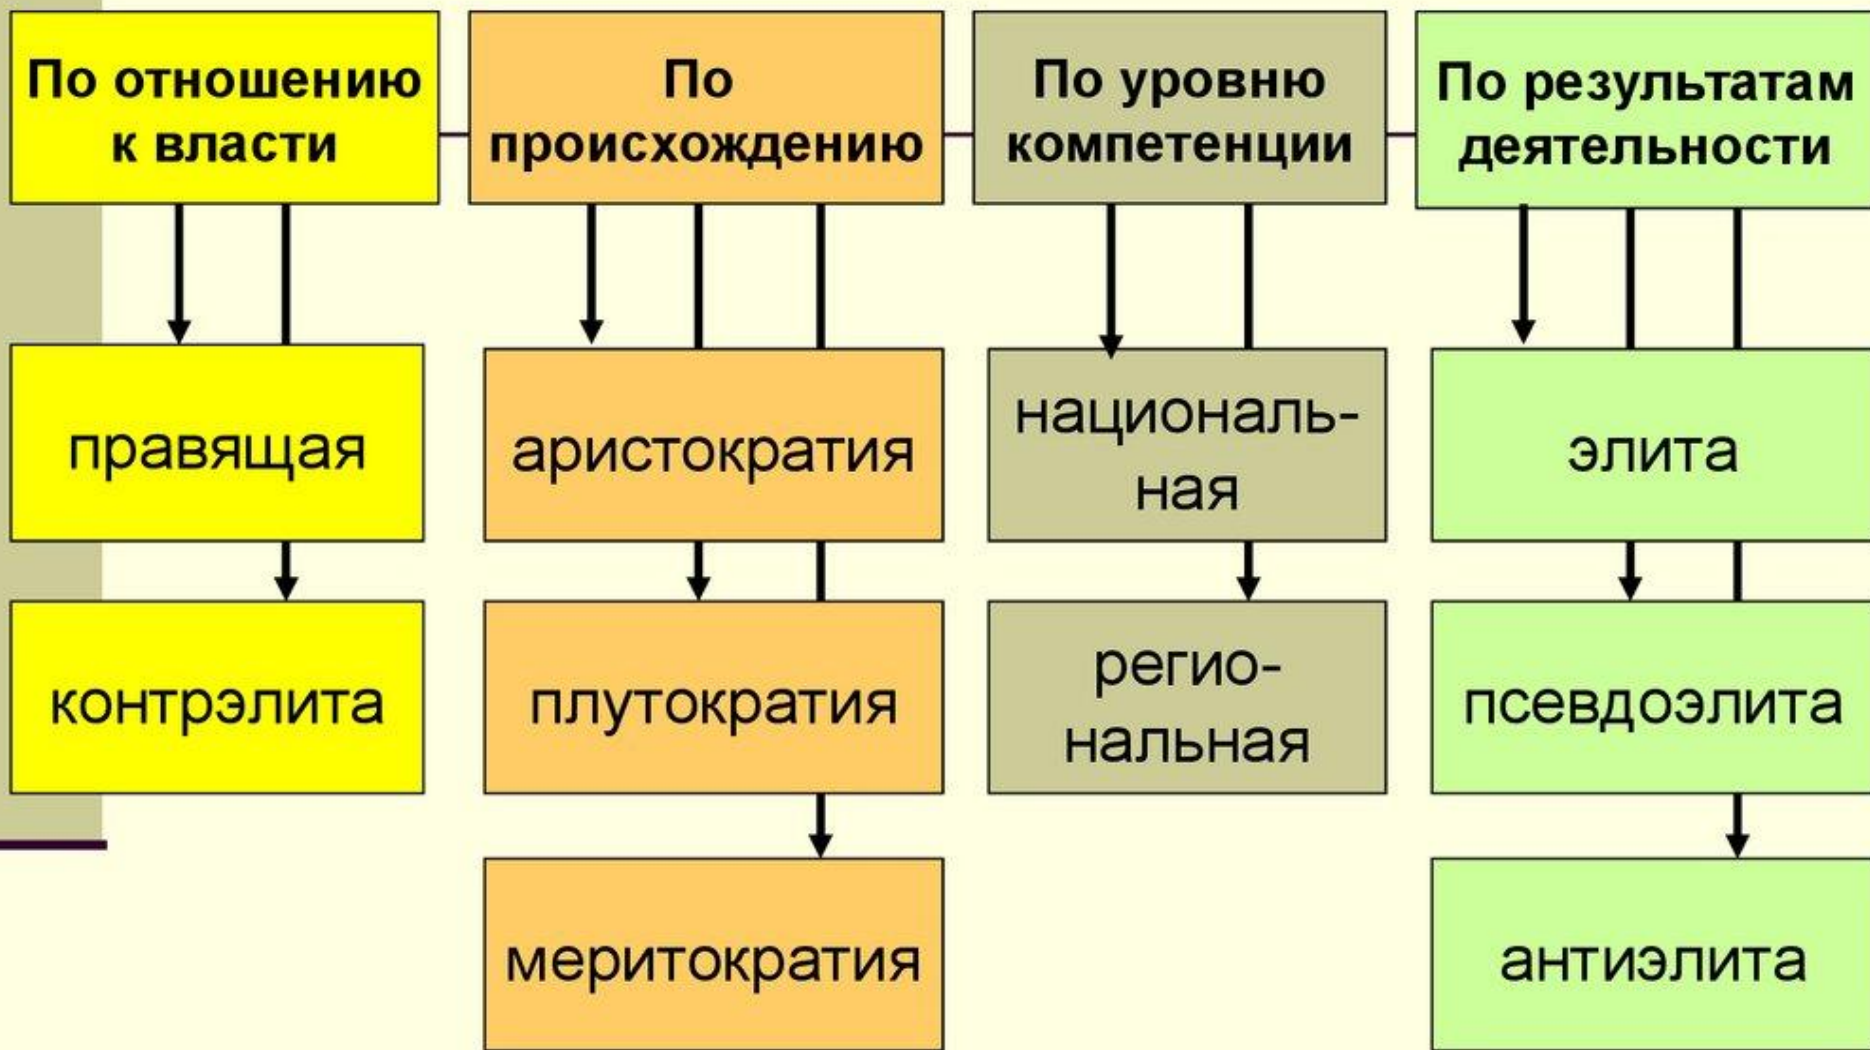 По отношению
к власти
По
происхождению
По уровню
компетенции
По результатам
деятельности
правящая
аристократия
националь-
ная
элита
контрэлита
плутократия
регио-
нальная
псевдоэлита
меритократия
антиэлита